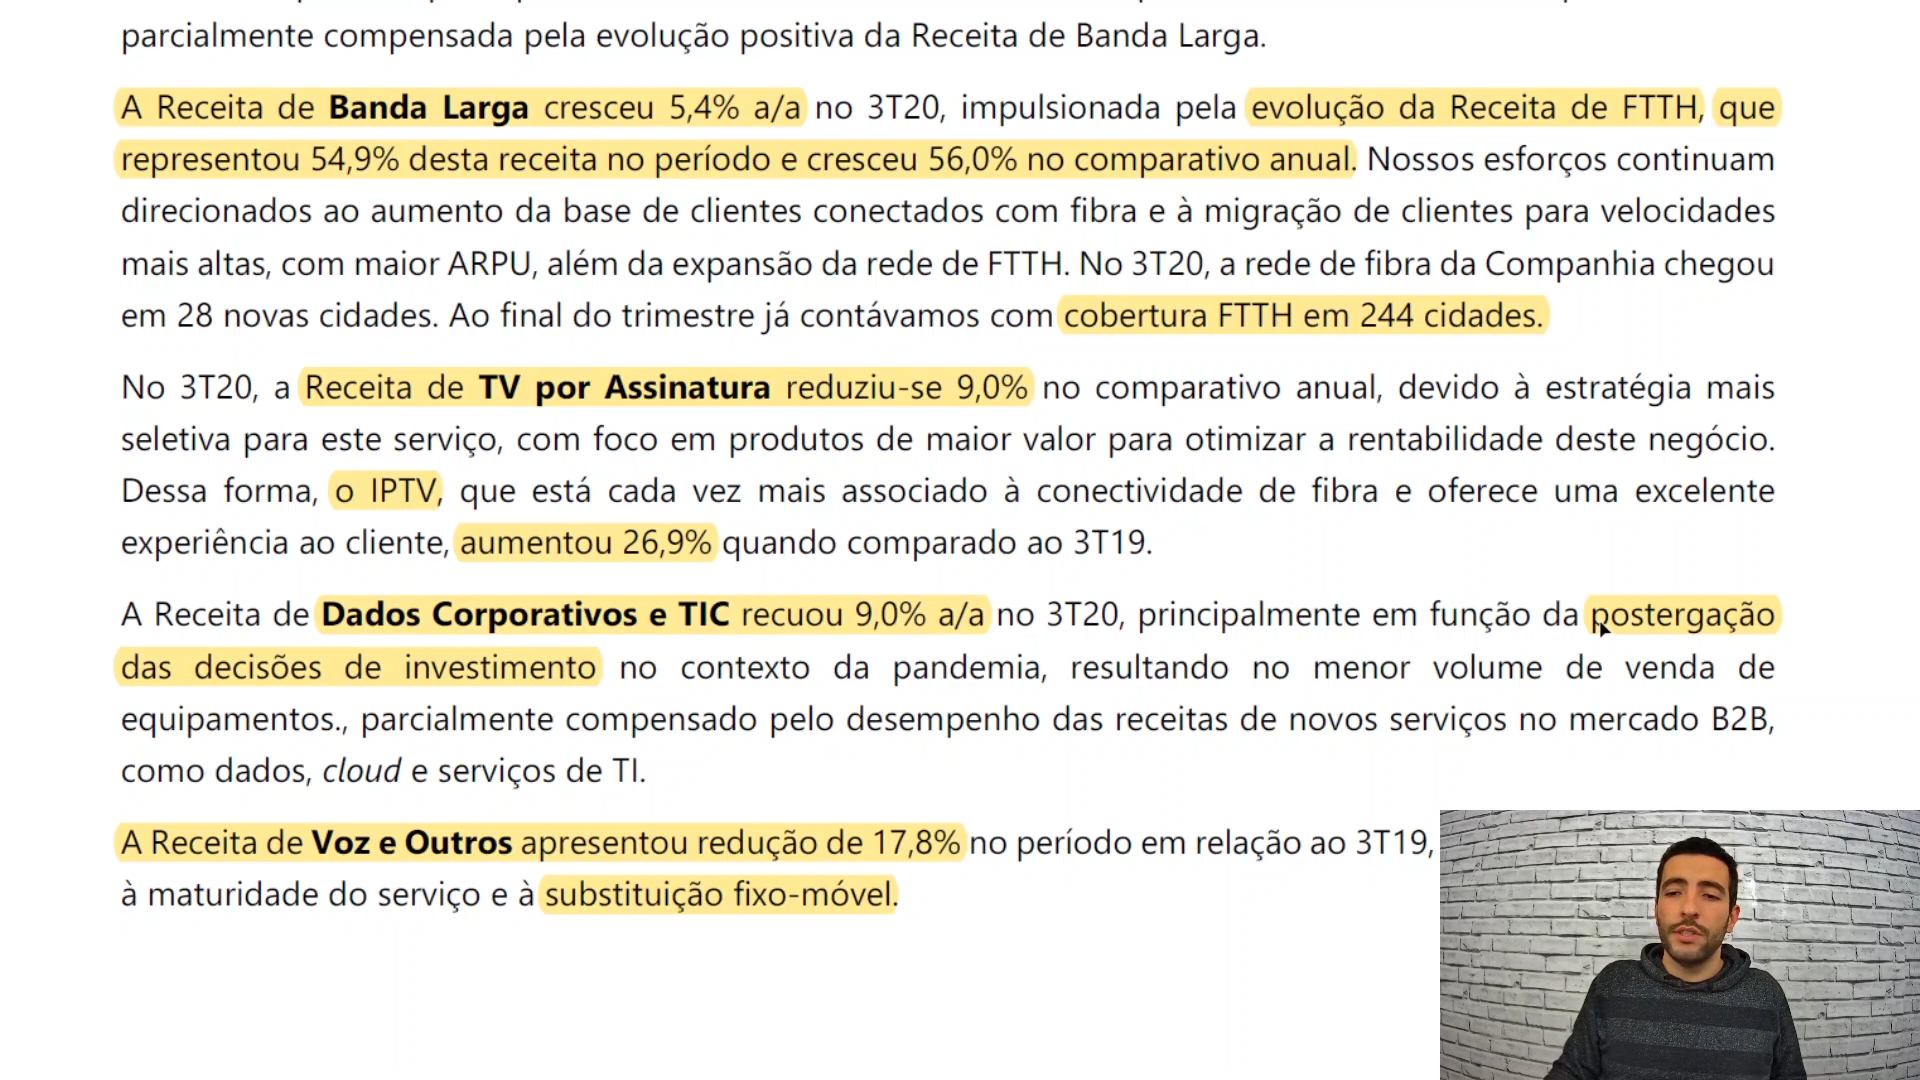 parcialmente compensada pela evolução positiva da Receita de Banda Larga.
A Receita de Banda Larga cresceu 5,4% a/a no 3T20, impulsionada pela evolução da Receita de FTTH, que
representou 54,9% desta receita no período e cresceu 56,0% no comparativo anual. Nossos esforços continuam
direcionados ao aumento da base de clientes conectados com fibra e à migração de clientes para velocidades
mais altas, com maior ARPU, além da expansão da rede de FTTH. No 3T20, a rede de fibra da Companhia chegou
em 28 novas cidades. Ao final do trimestre já contávamos com cobertura FTTH em 244 cidades.
No 3T20, a Receita de TV por Assinatura reduziu-se 9,0% no comparativo anual, devido à estratégia mais
seletiva para este serviço, com foco em produtos de maior valor para otimizar a rentabilidade deste negócio.
Dessa forma, o IPTV, que está cada vez mais associado à conectividade de fibra e oferece uma excelente
experiência ao cliente, aumentou 26,9% quando comparado ao 3T19.
A Receita de Dados Corporativos e TIC recuou 9,0% a/a no 3T20, principalmente em função da postergação
das decisões de investimento no contexto da pandemia, resultando no menor volume de venda de
equipamentos., parcialmente compensado pelo desempenho das receitas de novos serviços no mercado B2B,
como dados, cloud e serviços de TI.
A Receita de Voz e Outros apresentou redução de 17,8% no período em relação ao 3T19,
à maturidade do serviço e à substituição fixo-móvel.